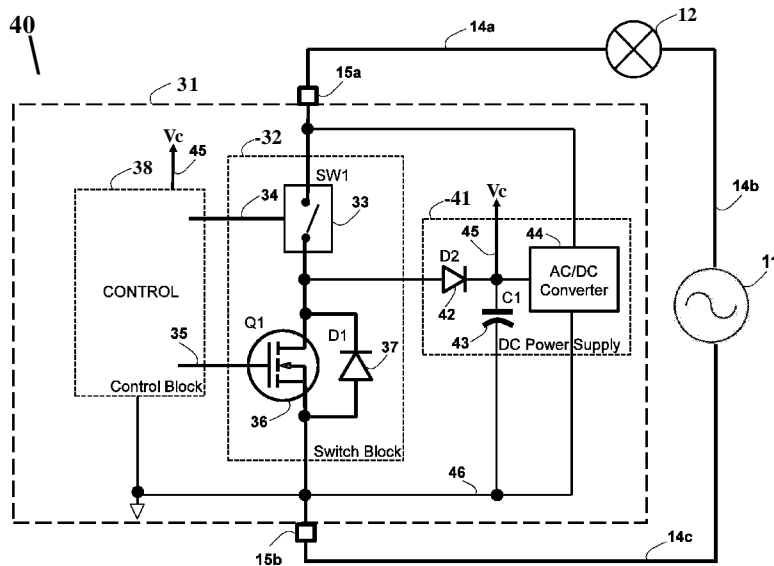 40
12
14a
15a
31
-32
Vc
45
38
SW1
34
33
14b
Vc
-41
45
44
D2
AC/DC
Converter
11
CONTROL
42
C1
Q1
D1
35
37
43
DC Power Supply
Control Block
36
Switch Block
46
15b
14c